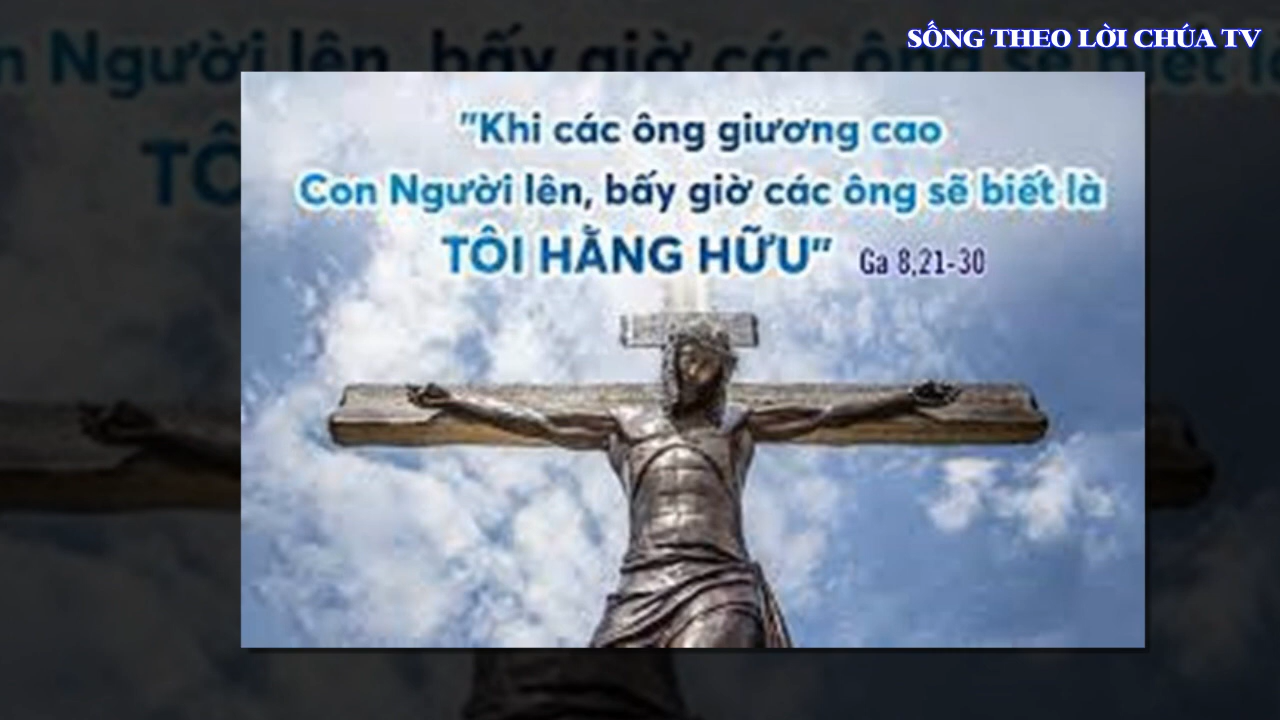 SỐNG THEO LỜI CHÚA TV
"Khi các ông giương cao
Con Người lên, bấy giờ các ông sẽ biết là
TÔI HẰNG HỮU" Ga 8,21-30